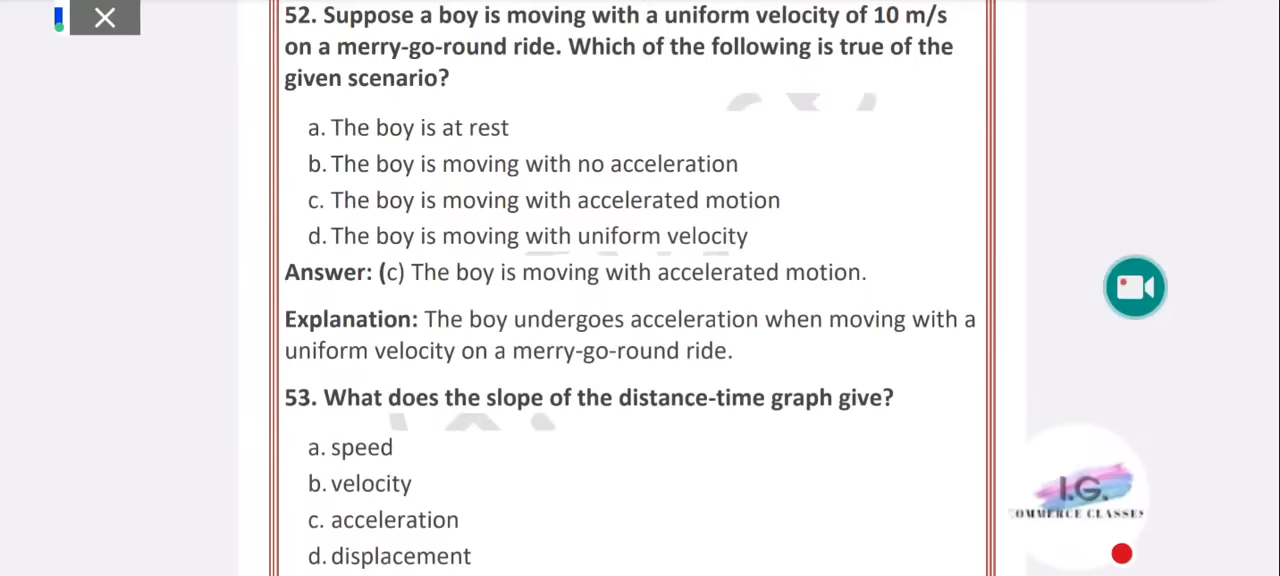 52. Suppose a boy is moving with a uniform velocity of 10 m/s
on a merry-go-round ride. Which of the following is true of the
given scenario?
a. The boy is at rest
b. The boy is moving with no acceleration
c. The boy is moving with accelerated motion
d. The boy is moving with uniform velocity
Answer: (c) The boy is moving with accelerated motion.
Explanation: The boy undergoes acceleration when moving with a
uniform velocity on a merry-go-round ride.
53. What does the slope of the distance-time graph give?
a. speed
b. velocity
c. acceleration
d. displacement
I.G.
COMMERCE CLASSES